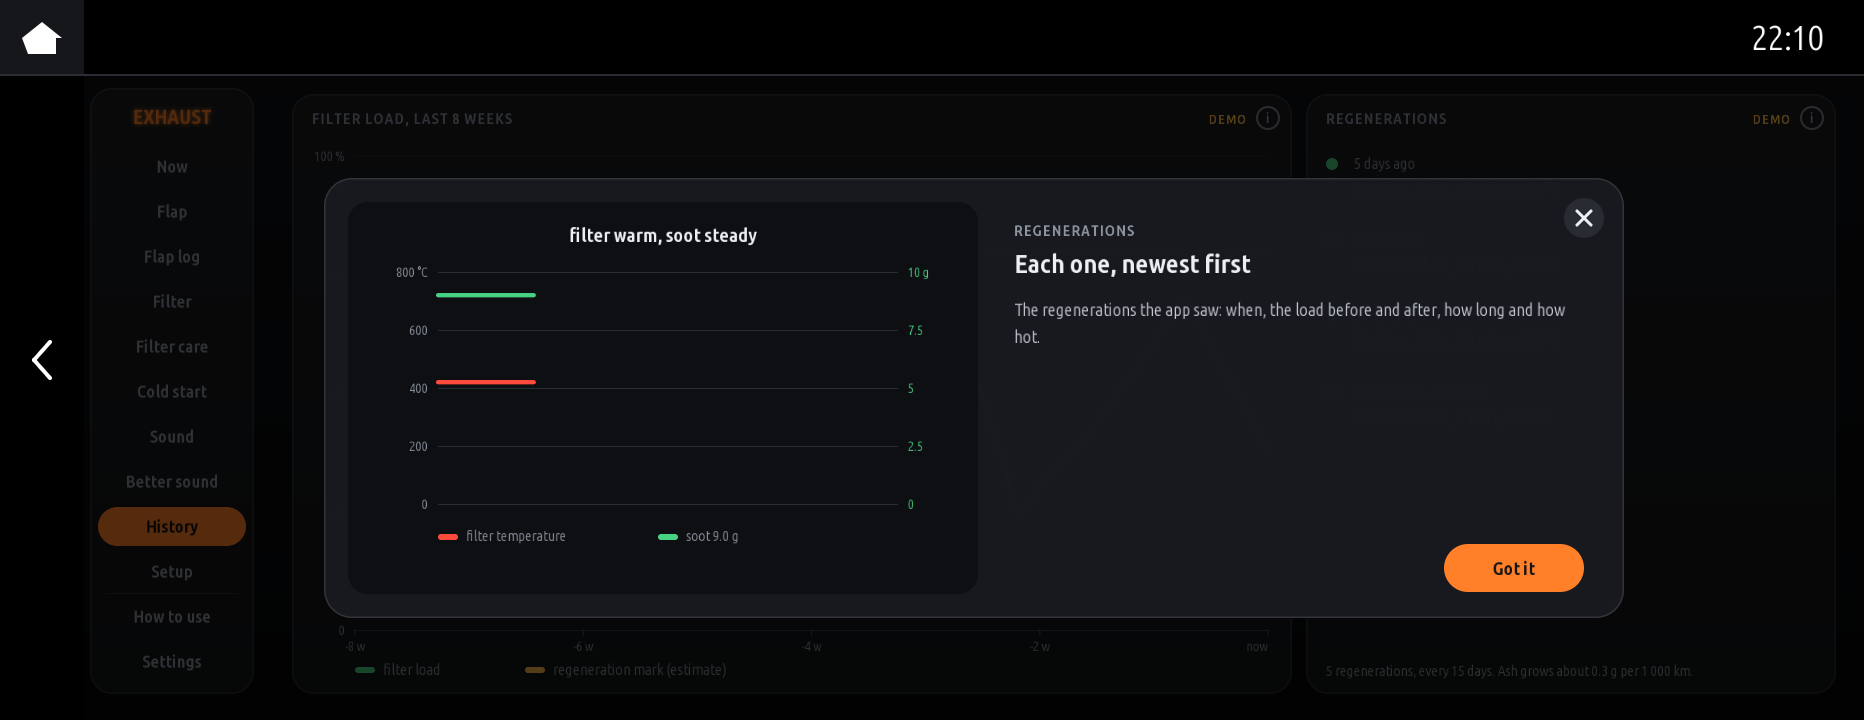 22:10
EXHAUST
Now
Flap
Flap log
Filter
Filter care
Cold start
Sound
Better sound
History
Setup
How to use
Settings
FILTER LOAD, LAST 8 WEEKS
DEMO
i
100 %
0
-8 w
-6 w
-4 w
-2 w
now
filter load
regeneration mark (estimate)
REGENERATIONS
DEMO
i
5 days ago
5 regenerations, every 15 days. Ash grows about 0.3 g per 1 000 km.
filter warm, soot steady
800 °C
10 g
600
7.5
400
5
200
2.5
0
0
filter temperature
soot 9.0 g
REGENERATIONS
Each one, newest first
The regenerations the app saw: when, the load before and after, how long and how
hot.
Got it